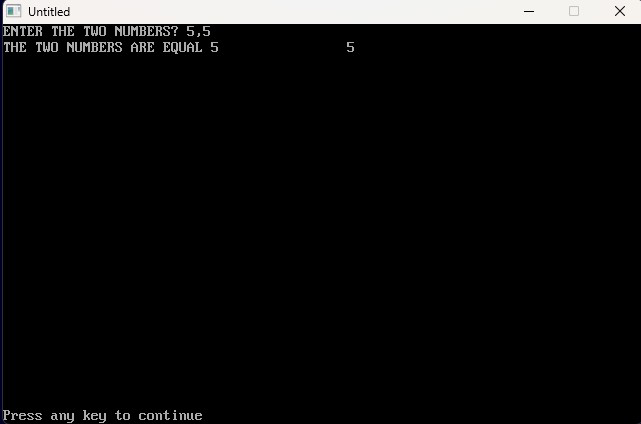 Untitled
ENTER THE TWO NUMBERS? 5,5
THE TWO NUMBERS ARE EQUAL 5                5
Press any key to continue